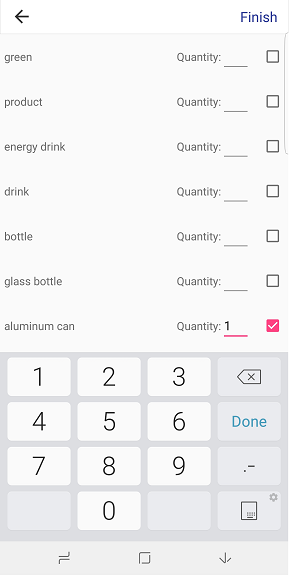 Finish
green Quantity:
product Quantity:
energy drink Quantity:
drink Quantity:
bottle Quantity:
glass bottle Quantity:
aluminum can Quantity: 1
1 2 3
4 5 6 Done
7 8 9 .-
0